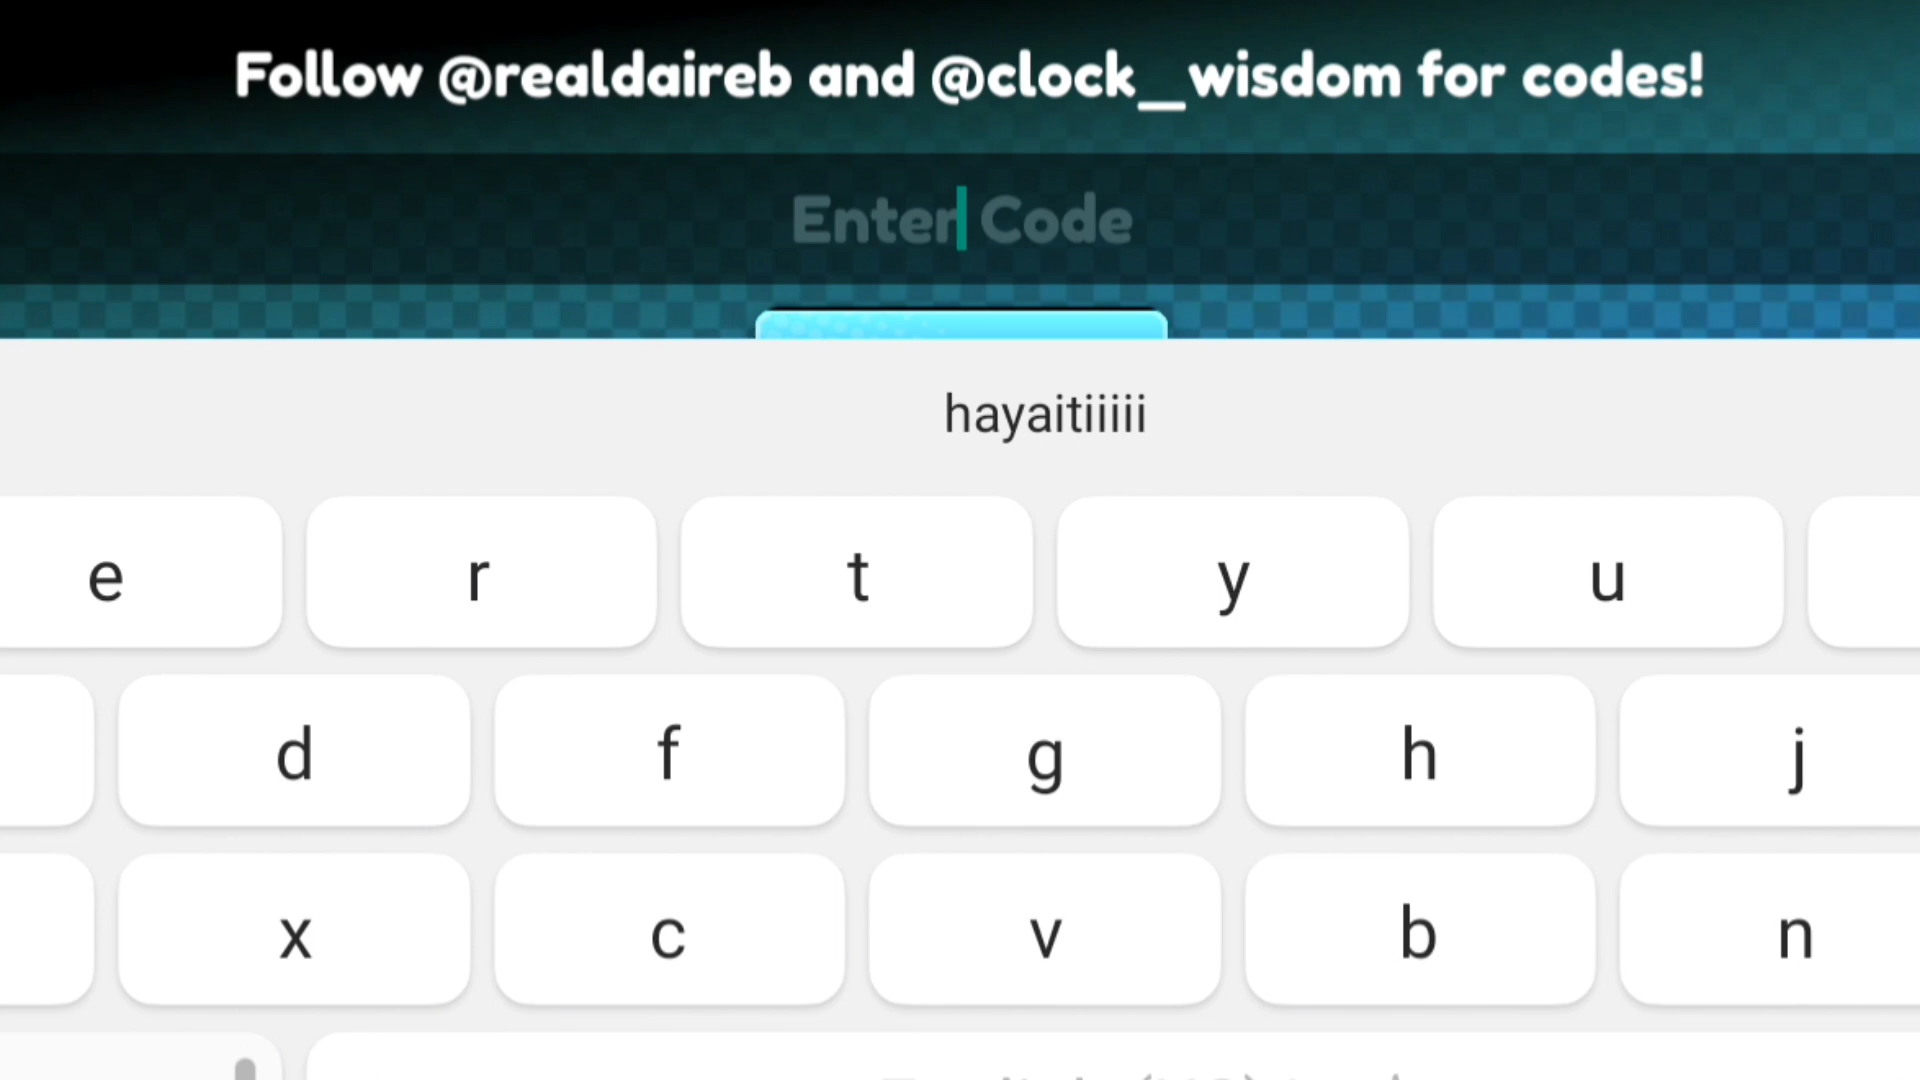 Follow @realdaireb and @clock_wisdom for codes!
Enter Code
hayaitiiiii
e r t y u
d f g h j
x c v b n